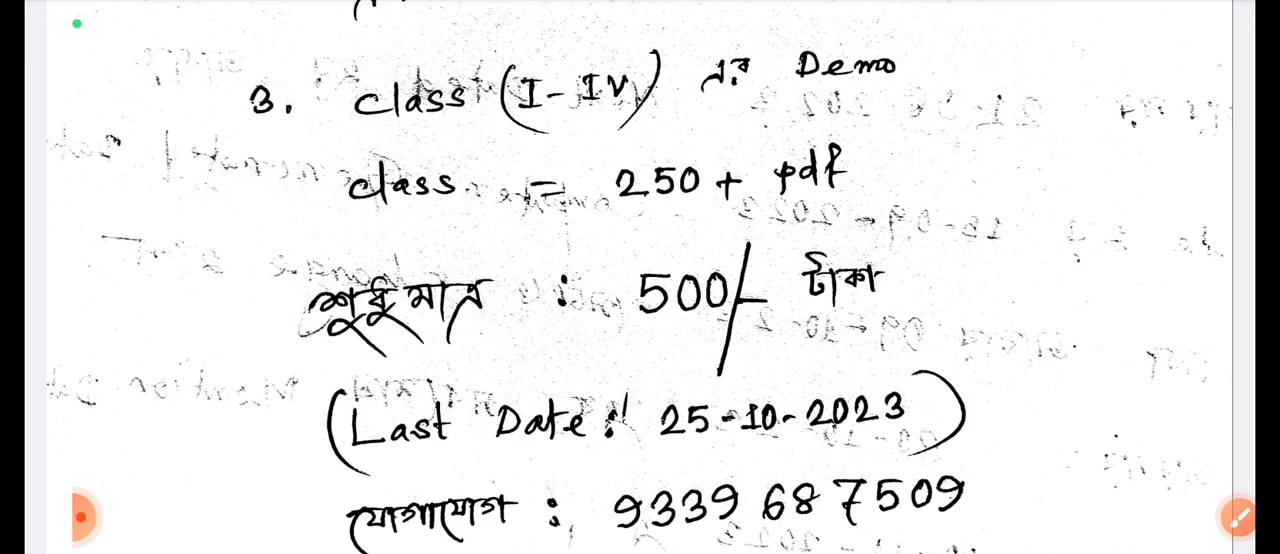 3. class (I - IV) এর Demo
class = 250 + pdf
শুধুমাত্র : 500/- টাকা
(Last Date : 25-10-2023)
যোগাযোগ : 9339687509